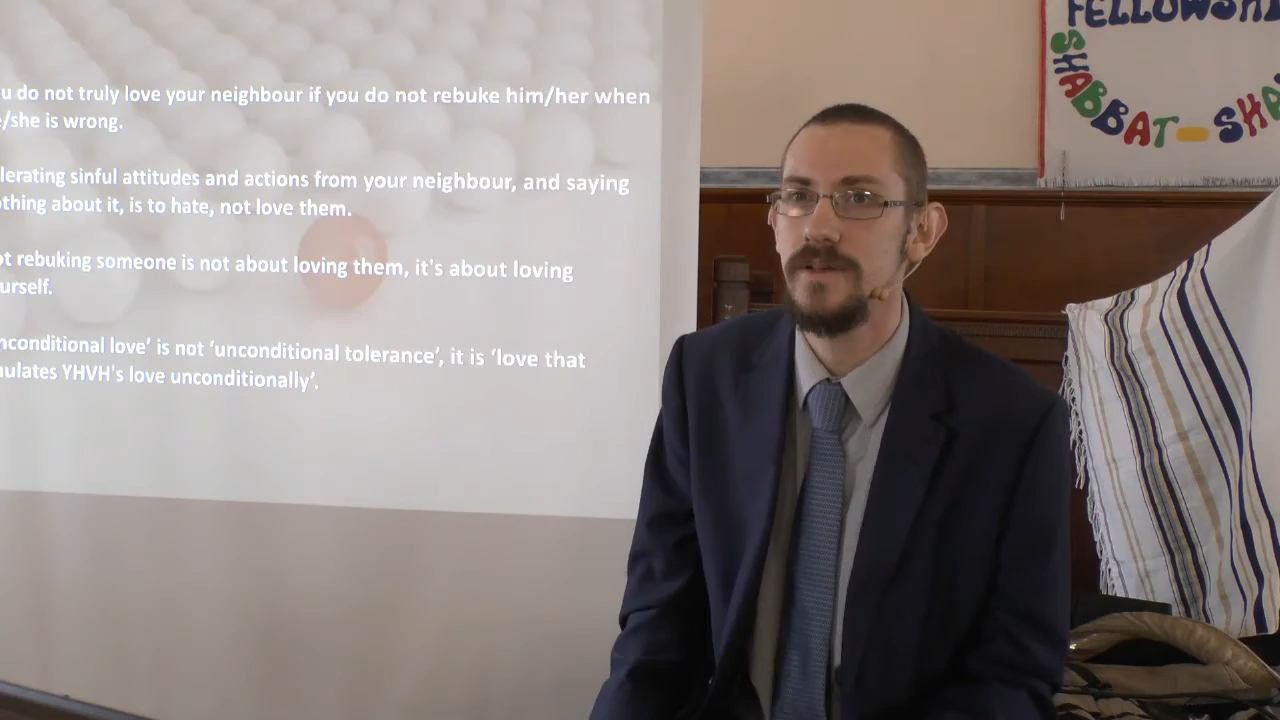 u do not truly love your neighbour if you do not rebuke him/her when
e/she is wrong.
lerating sinful attitudes and actions from your neighbour, and saying
othing about it, is to hate, not love them.
ot rebuking someone is not about loving them, it's about loving
urself.
nconditional love' is not 'unconditional tolerance', it is 'love that
nulates YHVH's love unconditionally'.
FELLOWSHI
SHABBAT-SHA